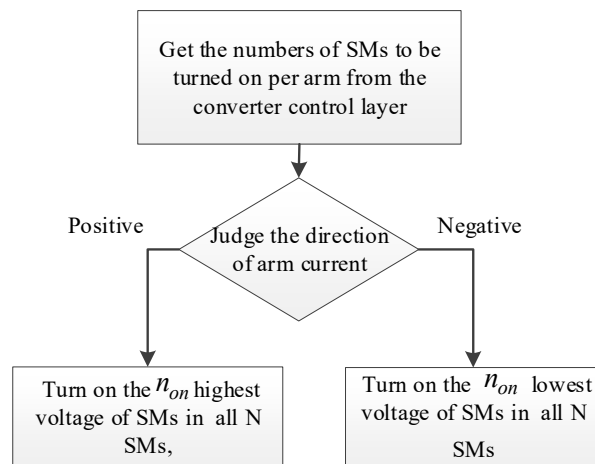 Get the numbers of SMs to be
turned on per arm from the
converter control layer
Positive
Negative
Judge the direction
of arm current
Turn on the n_on highest
voltage of SMs in all N
SMs,
Turn on the n_on lowest
voltage of SMs in all N
SMs